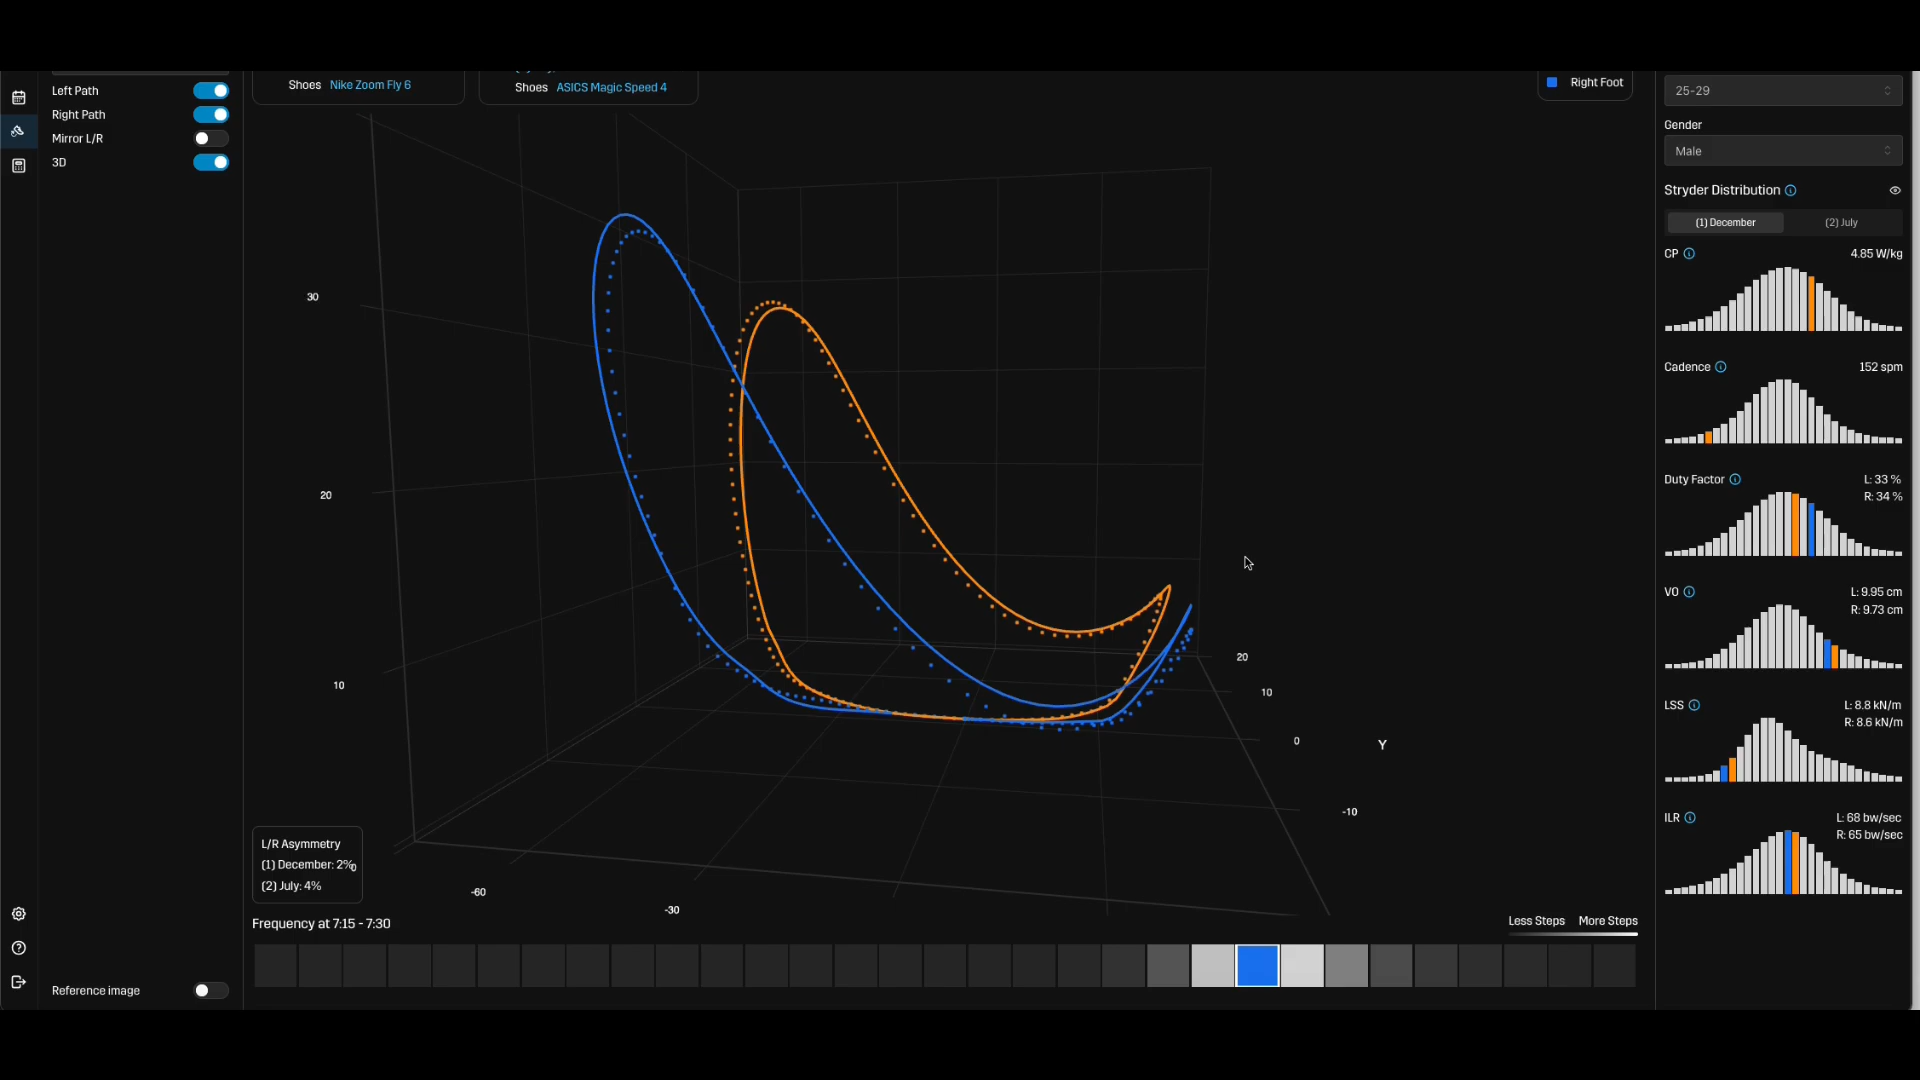 Left Path
Right Path
Mirror L/R
3D
Shoes Nike Zoom Fly 6
Shoes ASICS Magic Speed 4
Right Foot
30
20
10
20
10
0
Y
-10
-60
-30
L/R Asymmetry
(1) December: 2%
0
(2) July: 4%
Frequency at 7:15 - 7:30
Less Steps More Steps
Reference image
25-29
Gender
Male
Stryder Distribution
(1) December (2) July
CP 4.85 W/kg
Cadence 152 spm
Duty Factor L: 33 %
R: 34 %
VO L: 9.95 cm
R: 9.73 cm
LSS L: 8.8 kN/m
R: 8.6 kN/m
ILR L: 68 bw/sec
R: 65 bw/sec